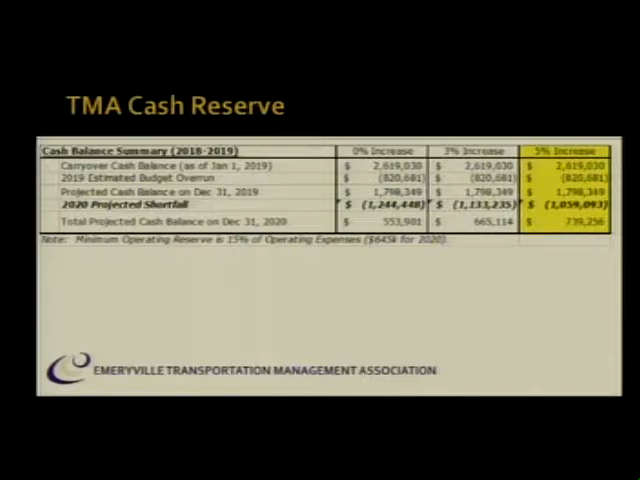 TMA Cash Reserve
Cash Balance Summary (2018-2019) 0% Increase 3% Increase 5% Increase
Carryover Cash Balance (as of Jan 1, 2019) $ 2,619,030 $ 2,619,030 $ 2,619,030
2019 Estimated Budget Overrun $ (820,681) $ (820,681) $ (820,681)
Projected Cash Balance on Dec 31, 2019 $ 1,798,349 $ 1,798,349 $ 1,798,349
2020 Projected Shortfall $ (1,244,448) $ (1,133,235) $ (1,059,093)
Total Projected Cash Balance on Dec 31, 2020 $ 553,901 $ 665,114 $ 739,256
Note: Minimum Operating Reserve is 15% of Operating Expenses ($645k for 2020).
EMERYVILLE TRANSPORTATION MANAGEMENT ASSOCIATION